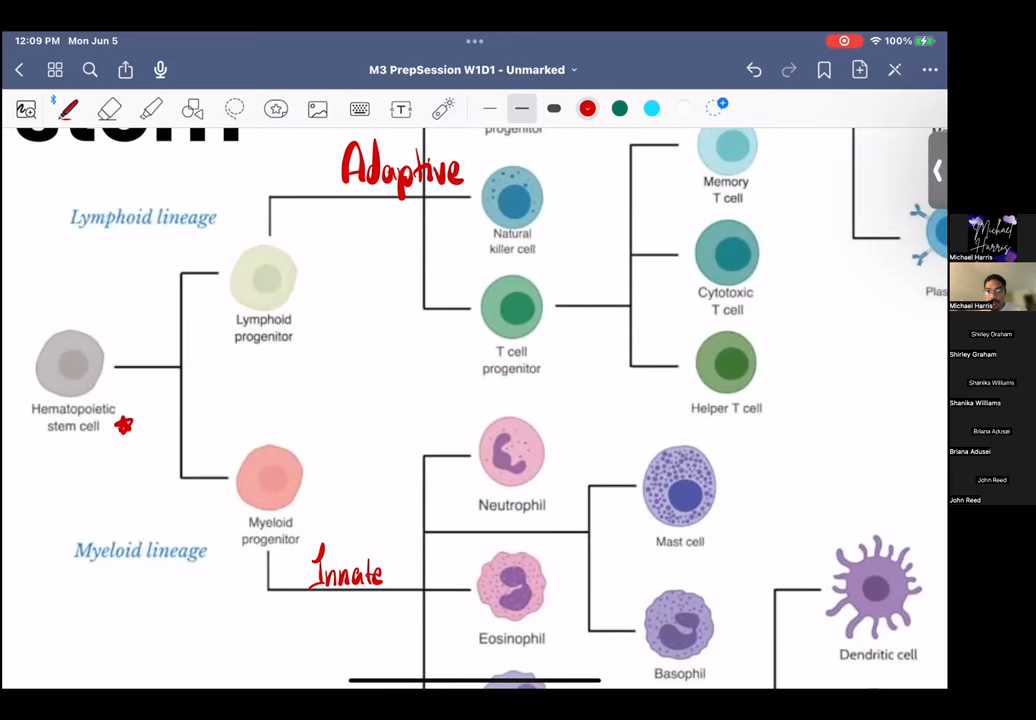 12:09 PM Mon Jun 5
100%
M3 PrepSession W1D1 - Unmarked
T
progenitor
Adaptive
Lymphoid lineage
Natural
killer cell
Memory
T cell
Lymphoid
progenitor
Cytotoxic
T cell
T cell
progenitor
Hematopoietic
stem cell
Helper T cell
Neutrophil
Myeloid
progenitor
Myeloid lineage
Innate
Mast cell
Eosinophil
Basophil
Dendritic cell
Michael
Harris
Michael Harris
Michael Harris
Shirley Graham
Shirley Graham
Shanika Williams
Shanika Williams
Briana Adusei
Briana Adusei
John Reed
John Reed